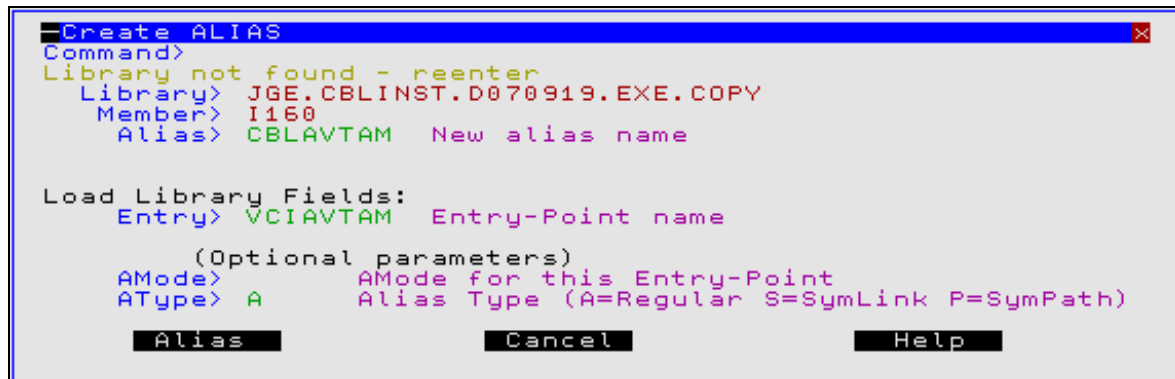 Create ALIAS
Command>
Library not found - reenter
Library> JGE.CBLINST.D070919.EXE.COPY
Member> I160
Alias> CBLAVTAM New alias name
Load Library Fields:
Entry> VCIAVTAM Entry-Point name
(Optional parameters)
AMode> AMode for this Entry-Point
AType> A Alias Type (A=Regular S=SymLink P=SymPath)
Alias Cancel Help